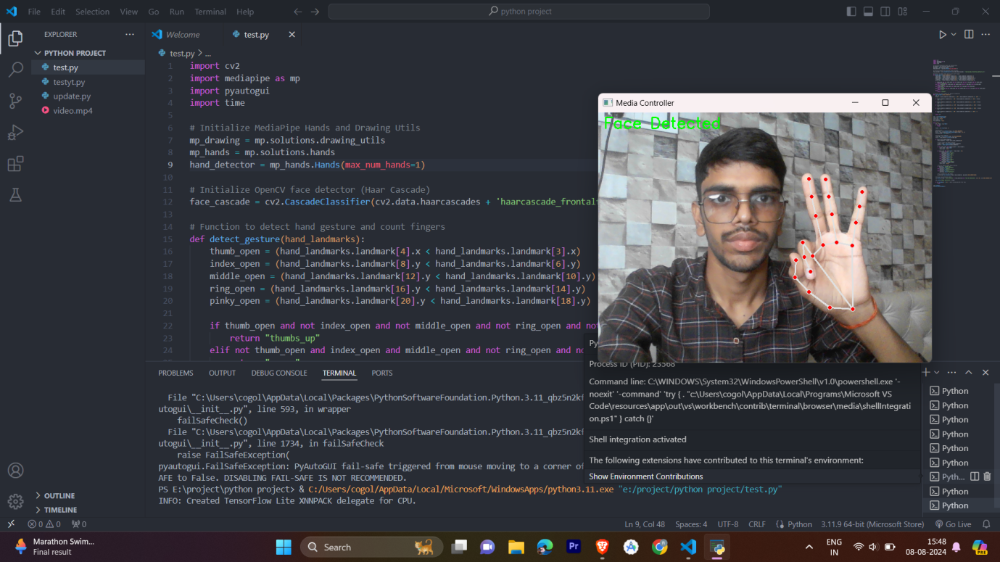 File Edit Selection View Go Run Terminal Help
python project
EXPLORER
PYTHON PROJECT
test.py
testyt.py
update.py
video.mp4
OUTLINE
TIMELINE
Welcome
test.py
test.py > ...
1 import cv2
2 import mediapipe as mp
3 import pyautogui
4 import time
5
6 # Initialize MediaPipe Hands and Drawing Utils
7 mp_drawing = mp.solutions.drawing_utils
8 mp_hands = mp.solutions.hands
9 hand_detector = mp_hands.Hands(max_num_hands=1)
10
11 # Initialize OpenCV face detector (Haar Cascade)
12 face_cascade = cv2.CascadeClassifier(cv2.data.haarcascades + 'haarcascade_frontalf
13
14 # Function to detect hand gesture and count fingers
15 def detect_gesture(hand_landmarks):
16 thumb_open = (hand_landmarks.landmark[4].x < hand_landmarks.landmark[3].x)
17 index_open = (hand_landmarks.landmark[8].y < hand_landmarks.landmark[6].y)
18 middle_open = (hand_landmarks.landmark[12].y < hand_landmarks.landmark[10].y)
19 ring_open = (hand_landmarks.landmark[16].y < hand_landmarks.landmark[14].y)
20 pinky_open = (hand_landmarks.landmark[20].y < hand_landmarks.landmark[18].y)
21
22 if thumb_open and not index_open and not middle_open and not ring_open and not
23 return "thumbs_up"
24 elif not thumb_open and index_open and middle_open and not ring_open and no
Media Controller
Face Detected
PROBLEMS OUTPUT DEBUG CONSOLE TERMINAL PORTS
File "C:\Users\cogol\AppData\Local\Packages\PythonSoftwareFoundation.Python.3.11_qbz5n2kf
utogui\__init__.py", line 593, in wrapper
failSafeCheck()
File "C:\Users\cogol\AppData\Local\Packages\PythonSoftwareFoundation.Python.3.11_qbz5n2kf
utogui\__init__.py", line 1734, in failSafeCheck
raise FailSafeException(
pyautogui.FailSafeException: PyAutoGUI fail-safe triggered from mouse moving to a corner of
AFE to False. DISABLING FAIL-SAFE IS NOT RECOMMENDED.
PS E:\project\python project> & C:/Users/cogol/AppData/Local/Microsoft/WindowsApps/python3.11.exe "e:/project/python project/test.py"
INFO: Created TensorFlow Lite XNNPACK delegate for CPU.
Py
Process ID (PID): 23568
Command line: C:\WINDOWS\System32\WindowsPowerShell\v1.0\powershell.exe '-
noexit' '-command' 'try { . "c:\Users\cogol\AppData\Local\Programs\Microsoft VS
Code\resources\app\out\vs\workbench\contrib\terminal\browser\media\shellIntegrati
on.ps1" } catch {}'
Shell integration activated
The following extensions have contributed to this terminal's environment:
Show Environment Contributions
Python
Python
Python
Python
Python
Python
Pyth...
Python
Python
0 0 0
Ln 9, Col 48 Spaces: 4 UTF-8 CRLF Python 3.11.9 64-bit (Microsoft Store) Go Live
Marathon Swim...
Final result
Search
Pr
PRE
ENG
IN
15:48
08-08-2024